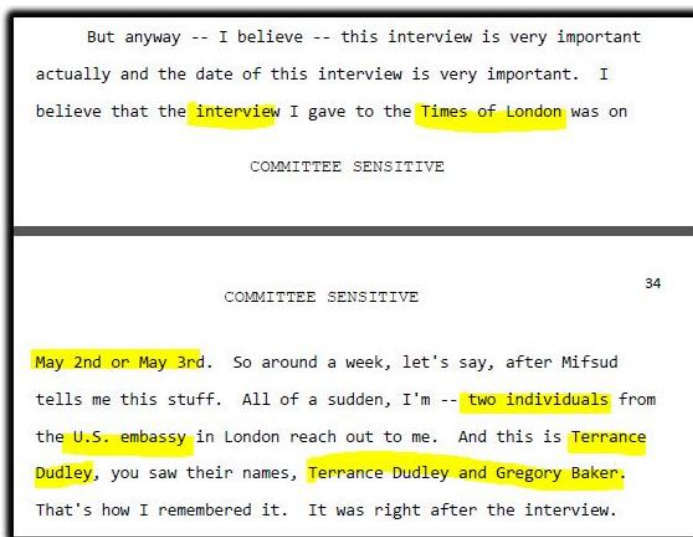 But anyway -- I believe -- this interview is very important
actually and the date of this interview is very important. I
believe that the interview I gave to the Times of London was on
COMMITTEE SENSITIVE
34
COMMITTEE SENSITIVE
May 2nd or May 3rd. So around a week, let's say, after Mifsud
tells me this stuff. All of a sudden, I'm -- two individuals from
the U.S. embassy in London reach out to me. And this is Terrance
Dudley, you saw their names, Terrance Dudley and Gregory Baker.
That's how I remembered it. It was right after the interview.